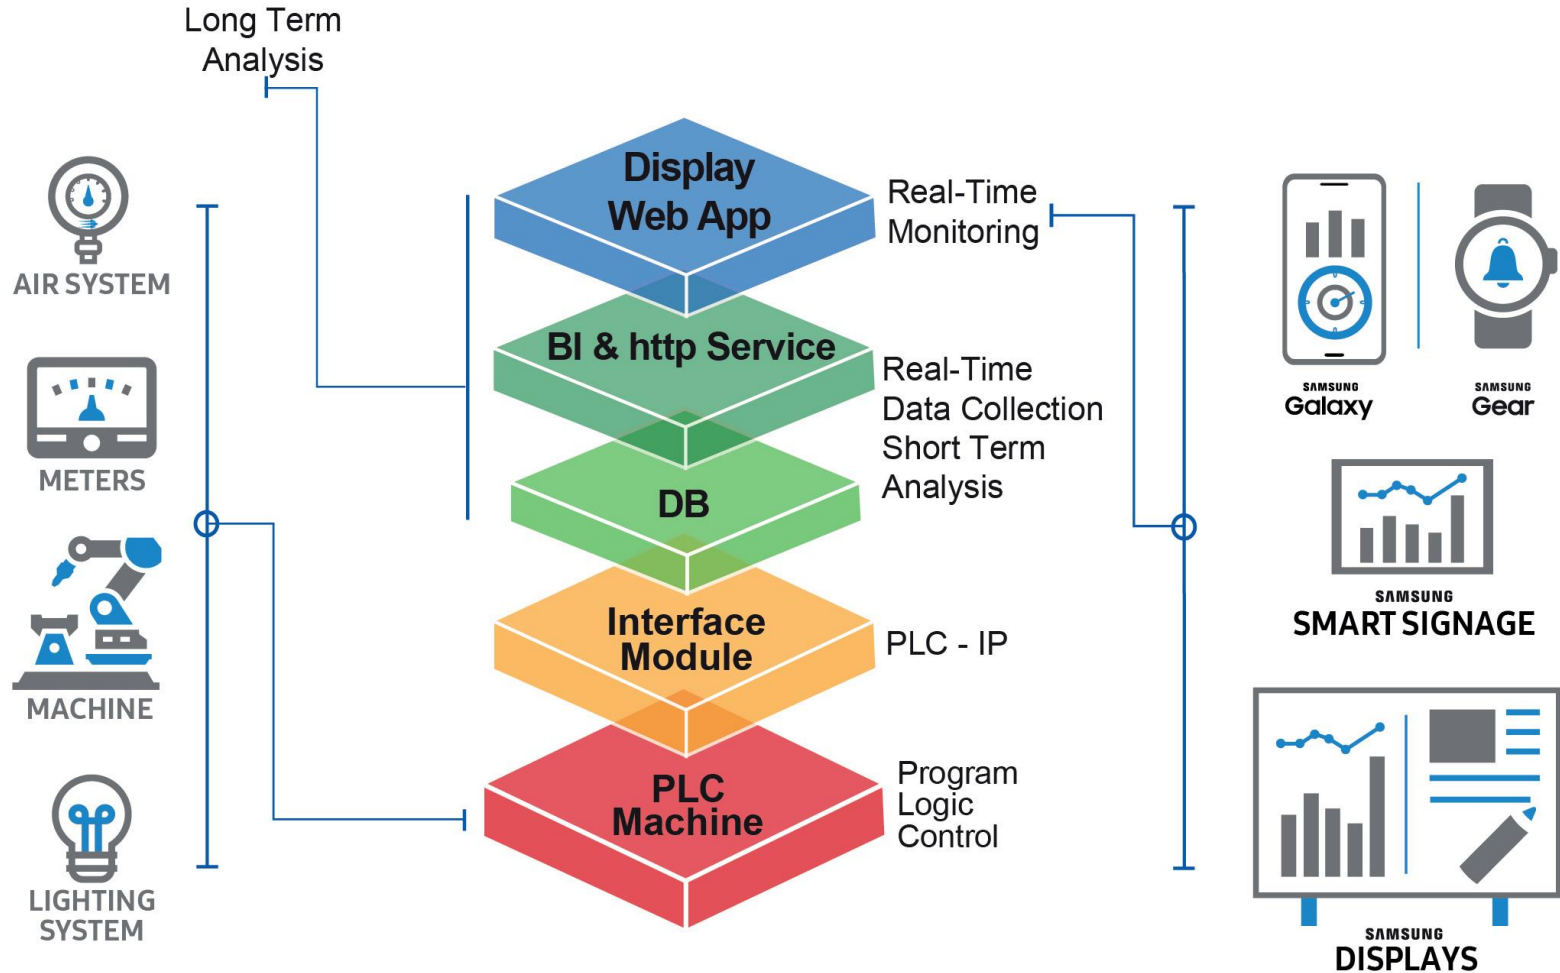 Long Term
Analysis
AIR SYSTEM
METERS
MACHINE
LIGHTING
SYSTEM
Display
Web App
Real-Time
Monitoring
BI & http Service
Real-Time
Data Collection
Short Term
Analysis
DB
Interface
Module
PLC - IP
PLC
Machine
Program
Logic
Control
SAMSUNG
Galaxy
SAMSUNG
Gear
SAMSUNG
SMART SIGNAGE
SAMSUNG
DISPLAYS